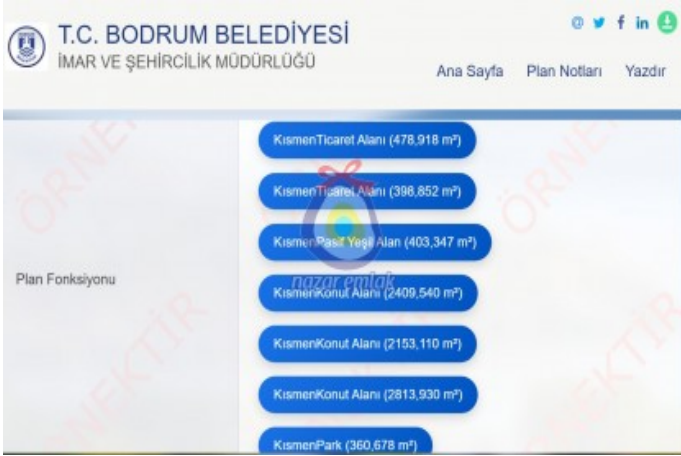 T.C. BODRUM BELEDİYESİ
İMAR VE ŞEHİRCİLİK MÜDÜRLÜĞÜ
Ana Sayfa Plan Notları Yazdır
KısmenTicaret Alanı (478,918 m²)
KısmenTicaret Alanı (398,852 m²)
KısmenPasif Yeşil Alan (403,347 m²)
Plan Fonksiyonu
nazar emlak
KısmenKonut Alanı (2409,540 m²)
KısmenKonut Alanı (2153,110 m²)
KısmenKonut Alanı (2813,930 m²)
KısmenPark (360,678 m²)
ÖRNEKTİR
ÖRNEKTİR